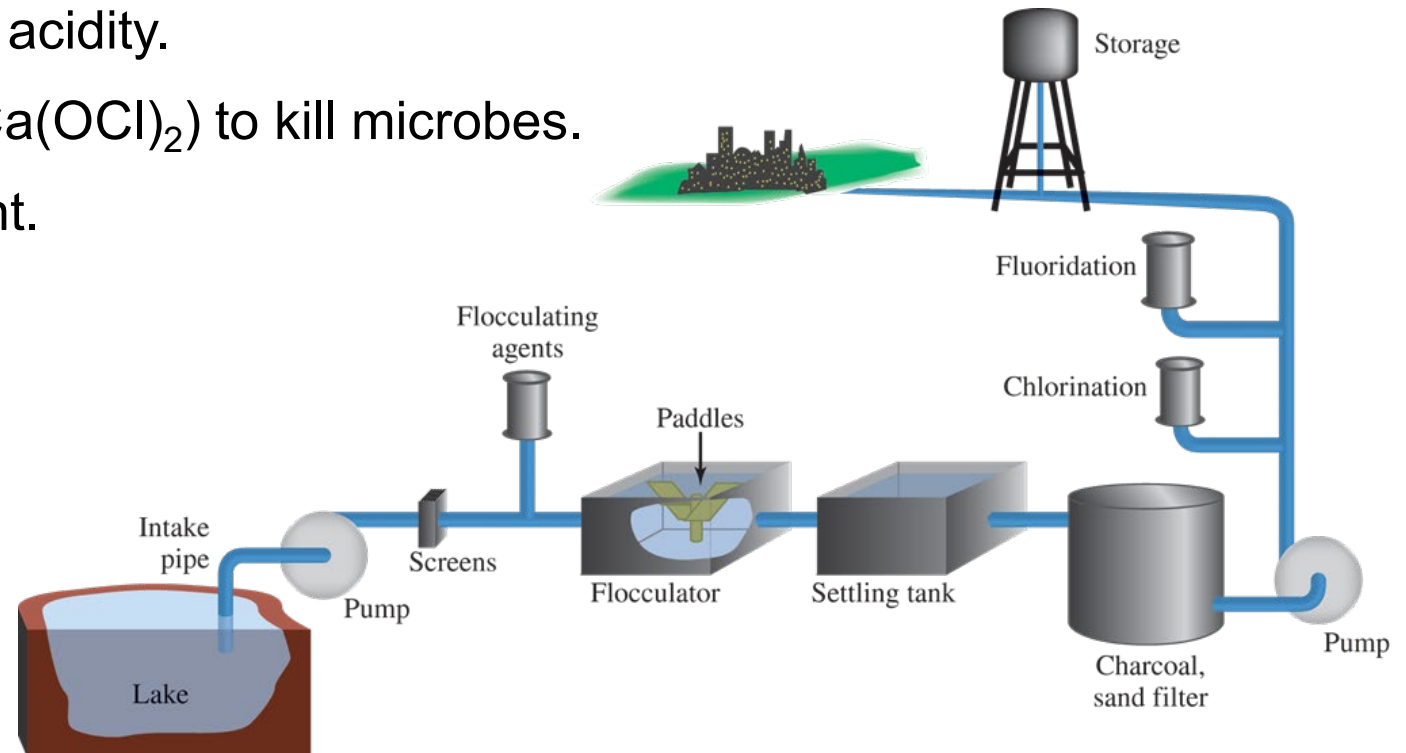 acidity.
Ca(OCl)₂) to kill microbes.
nt.
Storage
Fluoridation
Flocculating
agents
Chlorination
Paddles
Intake
pipe
Screens
Pump
Flocculator
Settling tank
Lake
Charcoal,
sand filter
Pump